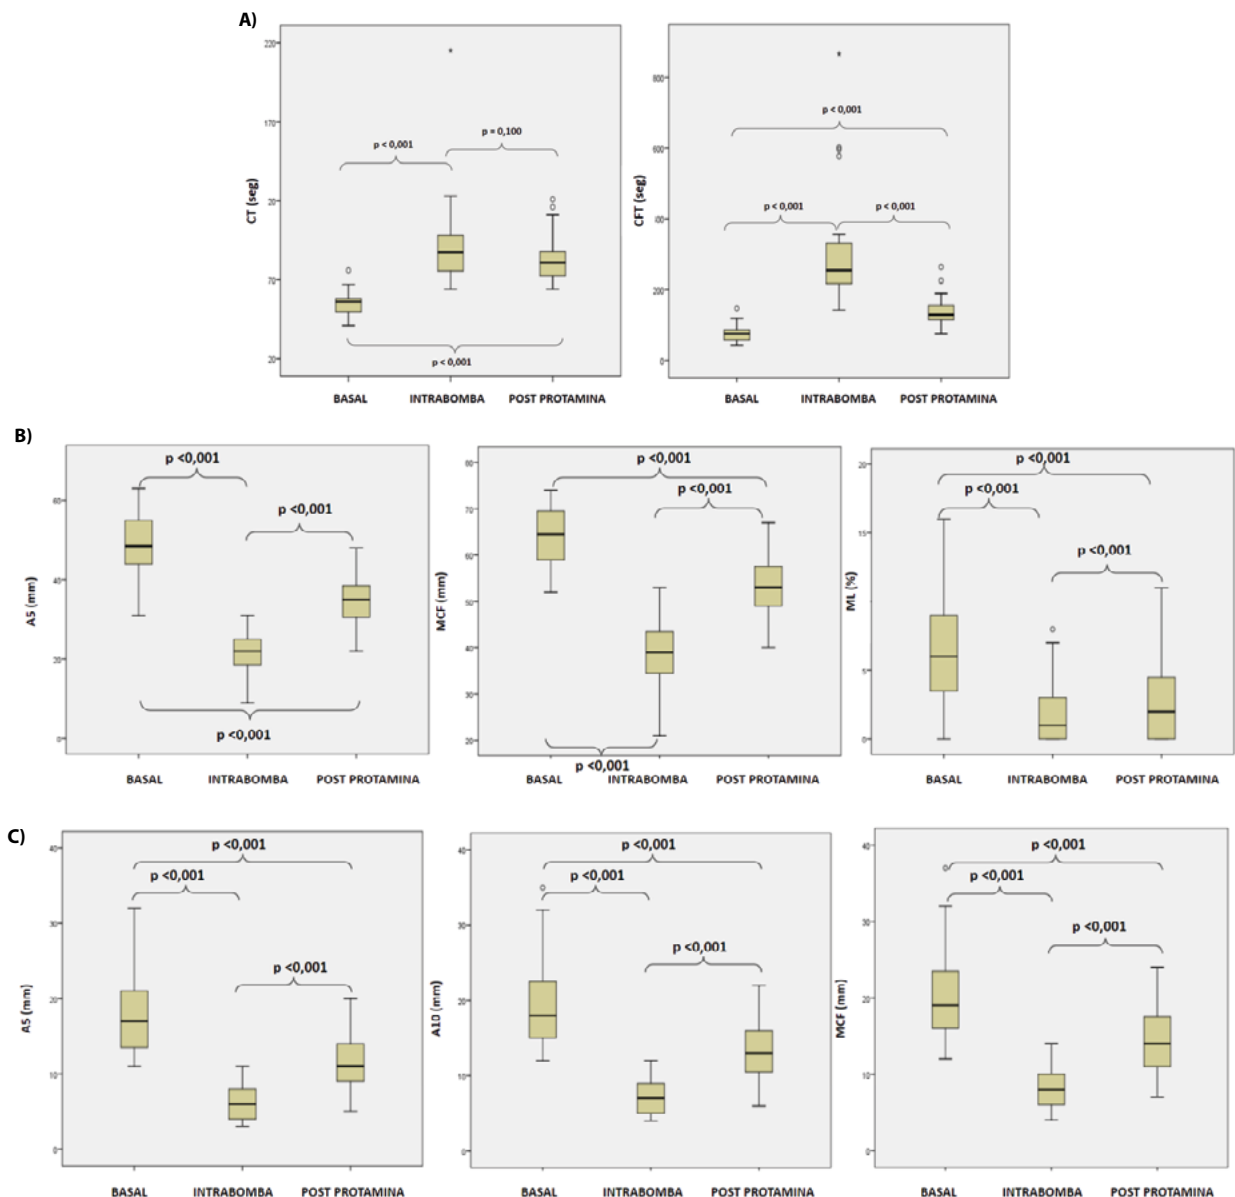 A)
220
170
20
70
20
CT (seg)
p < 0,001
p = 0,100
p < 0,001
BASAL INTRABOMBA POST PROTAMINA
800
600
400
200
0
CFT (seg)
p < 0,001
p < 0,001
p < 0,001
BASAL INTRABOMBA POST PROTAMINA
B)
60
40
20
0
A5 (mm)
p <0,001
p <0,001
p <0,001
BASAL INTRABOMBA POST PROTAMINA
80
70
60
50
40
30
20
MCF (mm)
p <0,001
p <0,001
p <0,001
BASAL INTRABOMBA POST PROTAMINA
20
15
5
0
ML (%)
p <0,001
p <0,001
p <0,001
BASAL INTRABOMBA POST PROTAMINA
C)
40
30
20
10
0
A5 (mm)
p <0,001
p <0,001
p <0,001
BASAL INTRABOMBA POST PROTAMINA
40
30
20
10
0
A10 (mm)
p <0,001
p <0,001
p <0,001
BASAL INTRABOMBA POST PROTAMINA
40
30
20
10
0
MCF (mm)
p <0,001
p <0,001
p <0,001
BASAL INTRABOMBA POST PROTAMINA